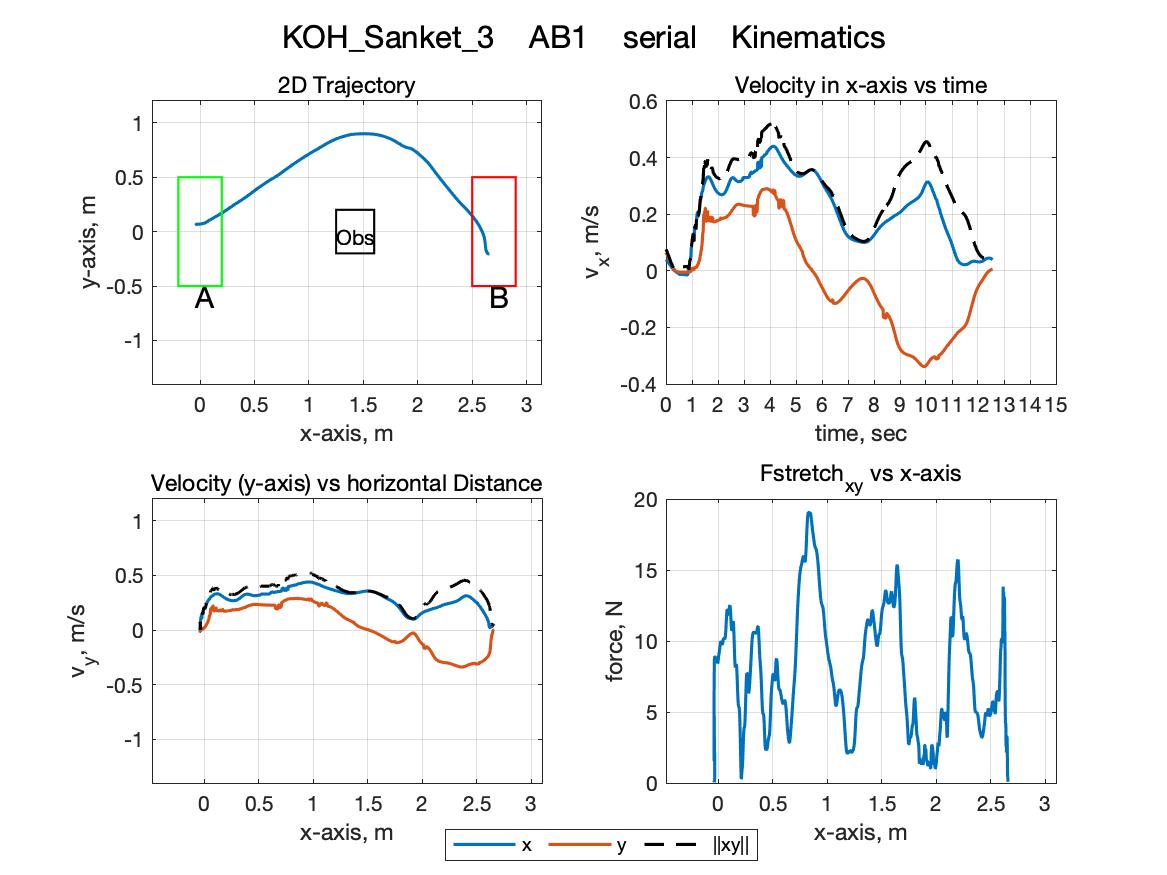 KOH_Sanket_3 AB1 serial Kinematics
2D Trajectory
1
0.5
0
-0.5
-1
y-axis, m
Obs
A
B
0 0.5 1 1.5 2 2.5 3
x-axis, m
Velocity in x-axis vs time
0.6
0.4
0.2
0
-0.2
-0.4
v_x, m/s
0 1 2 3 4 5 6 7 8 9 10 11 12 13 14 15
time, sec
Velocity (y-axis) vs horizontal Distance
1
0.5
0
-0.5
-1
v_y, m/s
0 0.5 1 1.5 2 2.5 3
x-axis, m
Fstretch_xy vs x-axis
20
15
10
5
0
force, N
0 0.5 1 1.5 2 2.5 3
x-axis, m
x y ||xy||